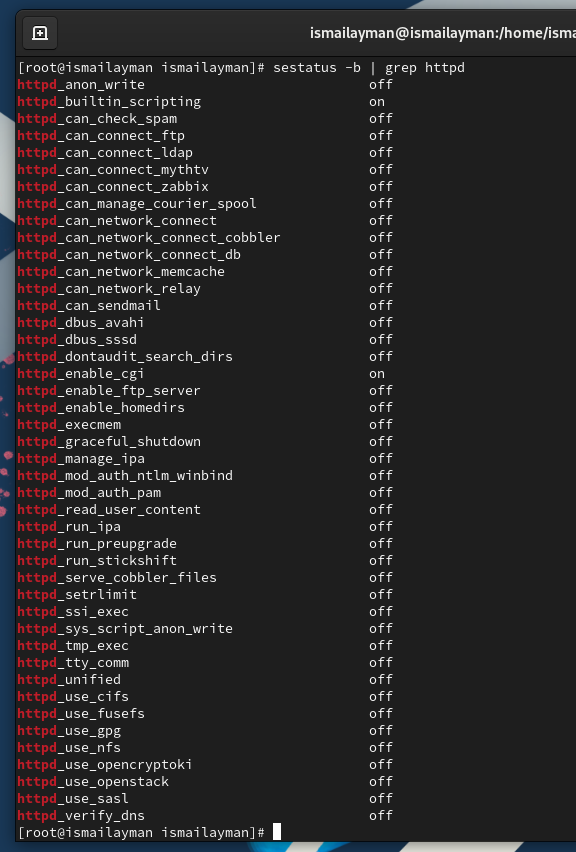 ismailayman@ismailayman:/home/isma
[root@ismailayman ismailayman]# sestatus -b | grep httpd
httpd_anon_write off
httpd_builtin_scripting on
httpd_can_check_spam off
httpd_can_connect_ftp off
httpd_can_connect_ldap off
httpd_can_connect_mythtv off
httpd_can_connect_zabbix off
httpd_can_manage_courier_spool off
httpd_can_network_connect off
httpd_can_network_connect_cobbler off
httpd_can_network_connect_db off
httpd_can_network_memcache off
httpd_can_network_relay off
httpd_can_sendmail off
httpd_dbus_avahi off
httpd_dbus_sssd off
httpd_dontaudit_search_dirs off
httpd_enable_cgi on
httpd_enable_ftp_server off
httpd_enable_homedirs off
httpd_execmem off
httpd_graceful_shutdown off
httpd_manage_ipa off
httpd_mod_auth_ntlm_winbind off
httpd_mod_auth_pam off
httpd_read_user_content off
httpd_run_ipa off
httpd_run_preupgrade off
httpd_run_stickshift off
httpd_serve_cobbler_files off
httpd_setrlimit off
httpd_ssi_exec off
httpd_sys_script_anon_write off
httpd_tmp_exec off
httpd_tty_comm off
httpd_unified off
httpd_use_cifs off
httpd_use_fusefs off
httpd_use_gpg off
httpd_use_nfs off
httpd_use_opencryptoki off
httpd_use_openstack off
httpd_use_sasl off
httpd_verify_dns off
[root@ismailayman ismailayman]#